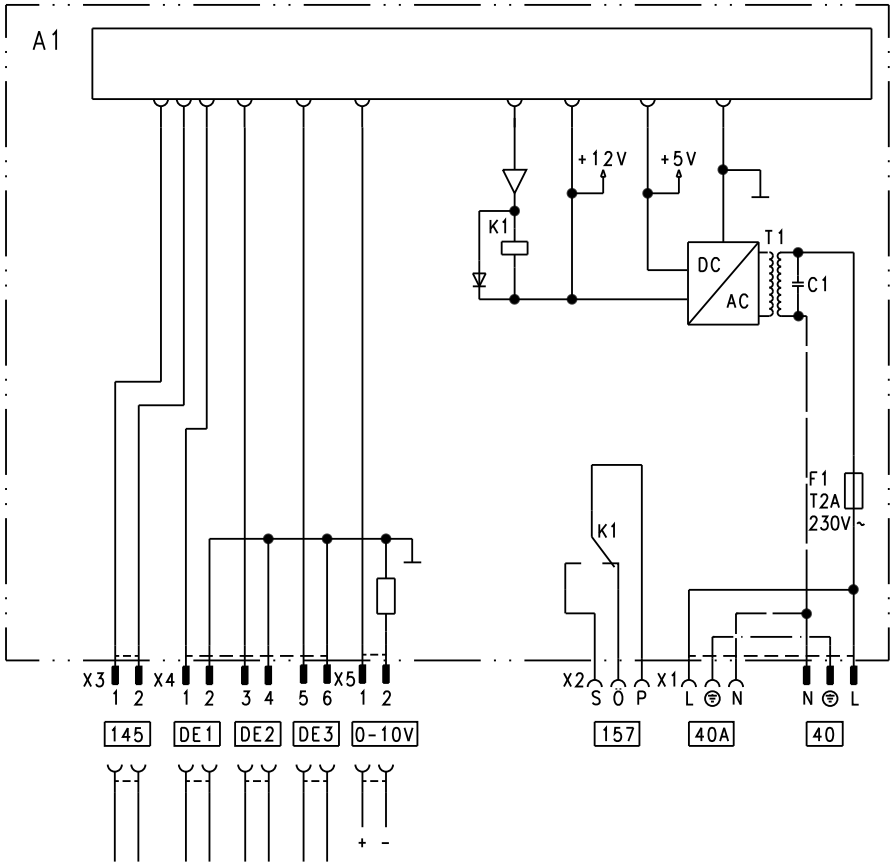 A1
+12V +5V
K1
T1
DC
AC
C1
F1
T2A
230V~
K1
X3 X4 X5 X2 X1
1 2 1 2 3 4 5 6 1 2 S Ö P L N N L
145 DE1 DE2 DE3 0-10V 157 40A 40
+ -